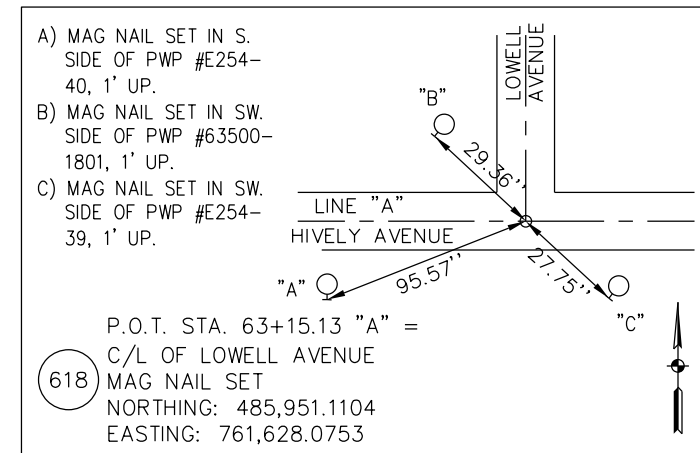 A) MAG NAIL SET IN S.
SIDE OF PWP #E254-
40, 1' UP.
B) MAG NAIL SET IN SW.
SIDE OF PWP #63500-
1801, 1' UP.
C) MAG NAIL SET IN SW.
SIDE OF PWP #E254-
39, 1' UP.
LOWELL
AVENUE
"B"
29.36''
LINE "A"
HIVELY AVENUE
"A"
95.57''
27.75''
"C"
P.O.T. STA. 63+15.13 "A" =
C/L OF LOWELL AVENUE
618
MAG NAIL SET
NORTHING: 485,951.1104
EASTING: 761,628.0753